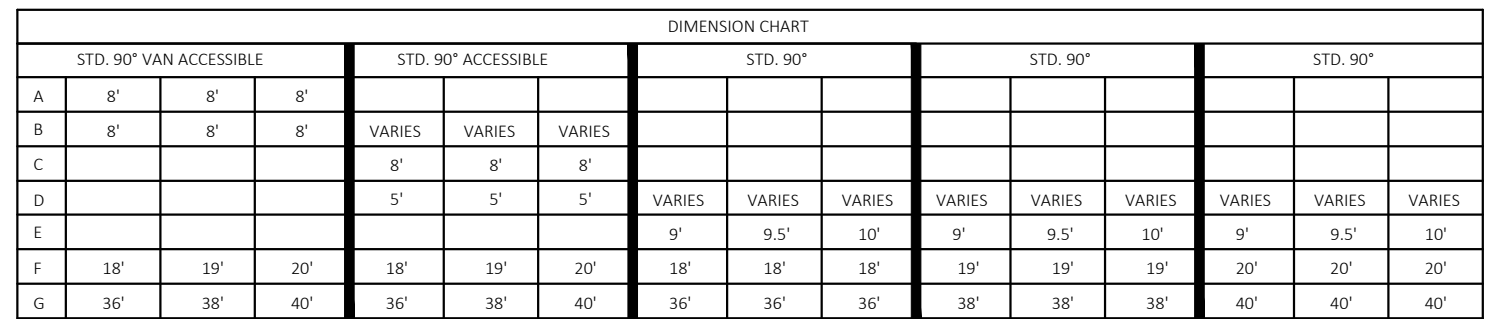 DIMENSION CHART
STD. 90° VAN ACCESSIBLE STD. 90° ACCESSIBLE STD. 90° STD. 90° STD. 90°
A 8' 8' 8'
B 8' 8' 8' VARIES VARIES VARIES
C 8' 8' 8'
D 5' 5' 5' VARIES VARIES VARIES VARIES VARIES VARIES VARIES VARIES VARIES
E 9' 9.5' 10' 9' 9.5' 10' 9' 9.5' 10'
F 18' 19' 20' 18' 19' 20' 18' 18' 18' 19' 19' 19' 20' 20' 20'
G 36' 38' 40' 36' 38' 40' 36' 36' 36' 38' 38' 38' 40' 40' 40'